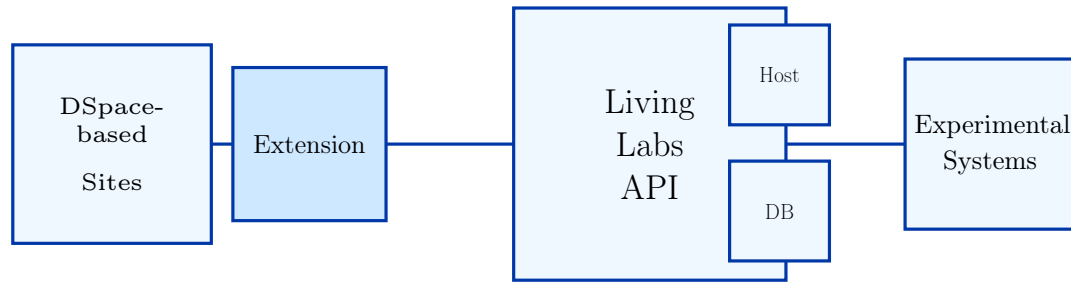 DSpace-
based
Sites
Extension
Living
Labs
API
Host
DB
Experimental
Systems